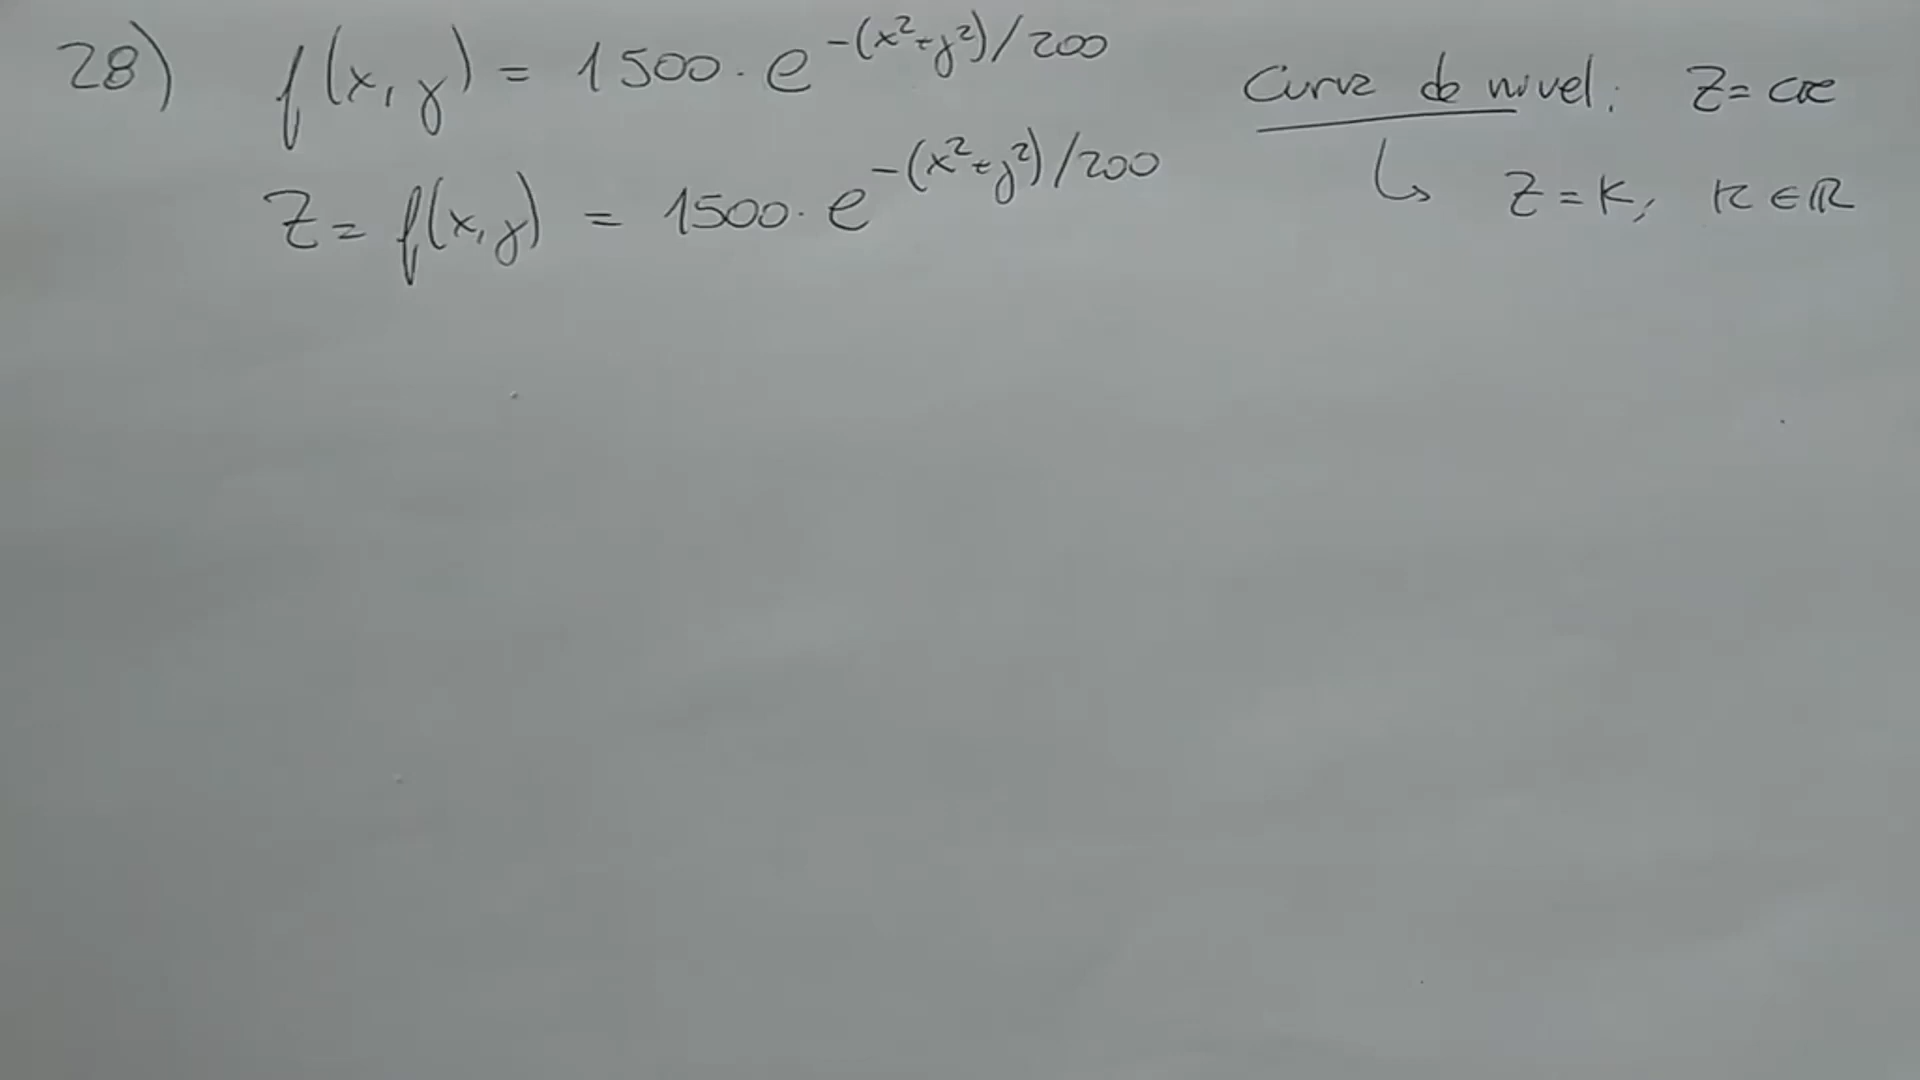 28) f(x,y) = 1500·e^-(x²+y²)/200
Curva de nivel: Z = cte
Z = f(x,y) = 1500·e^-(x²+y²)/200
↳ Z = K, K ∈ ℝ